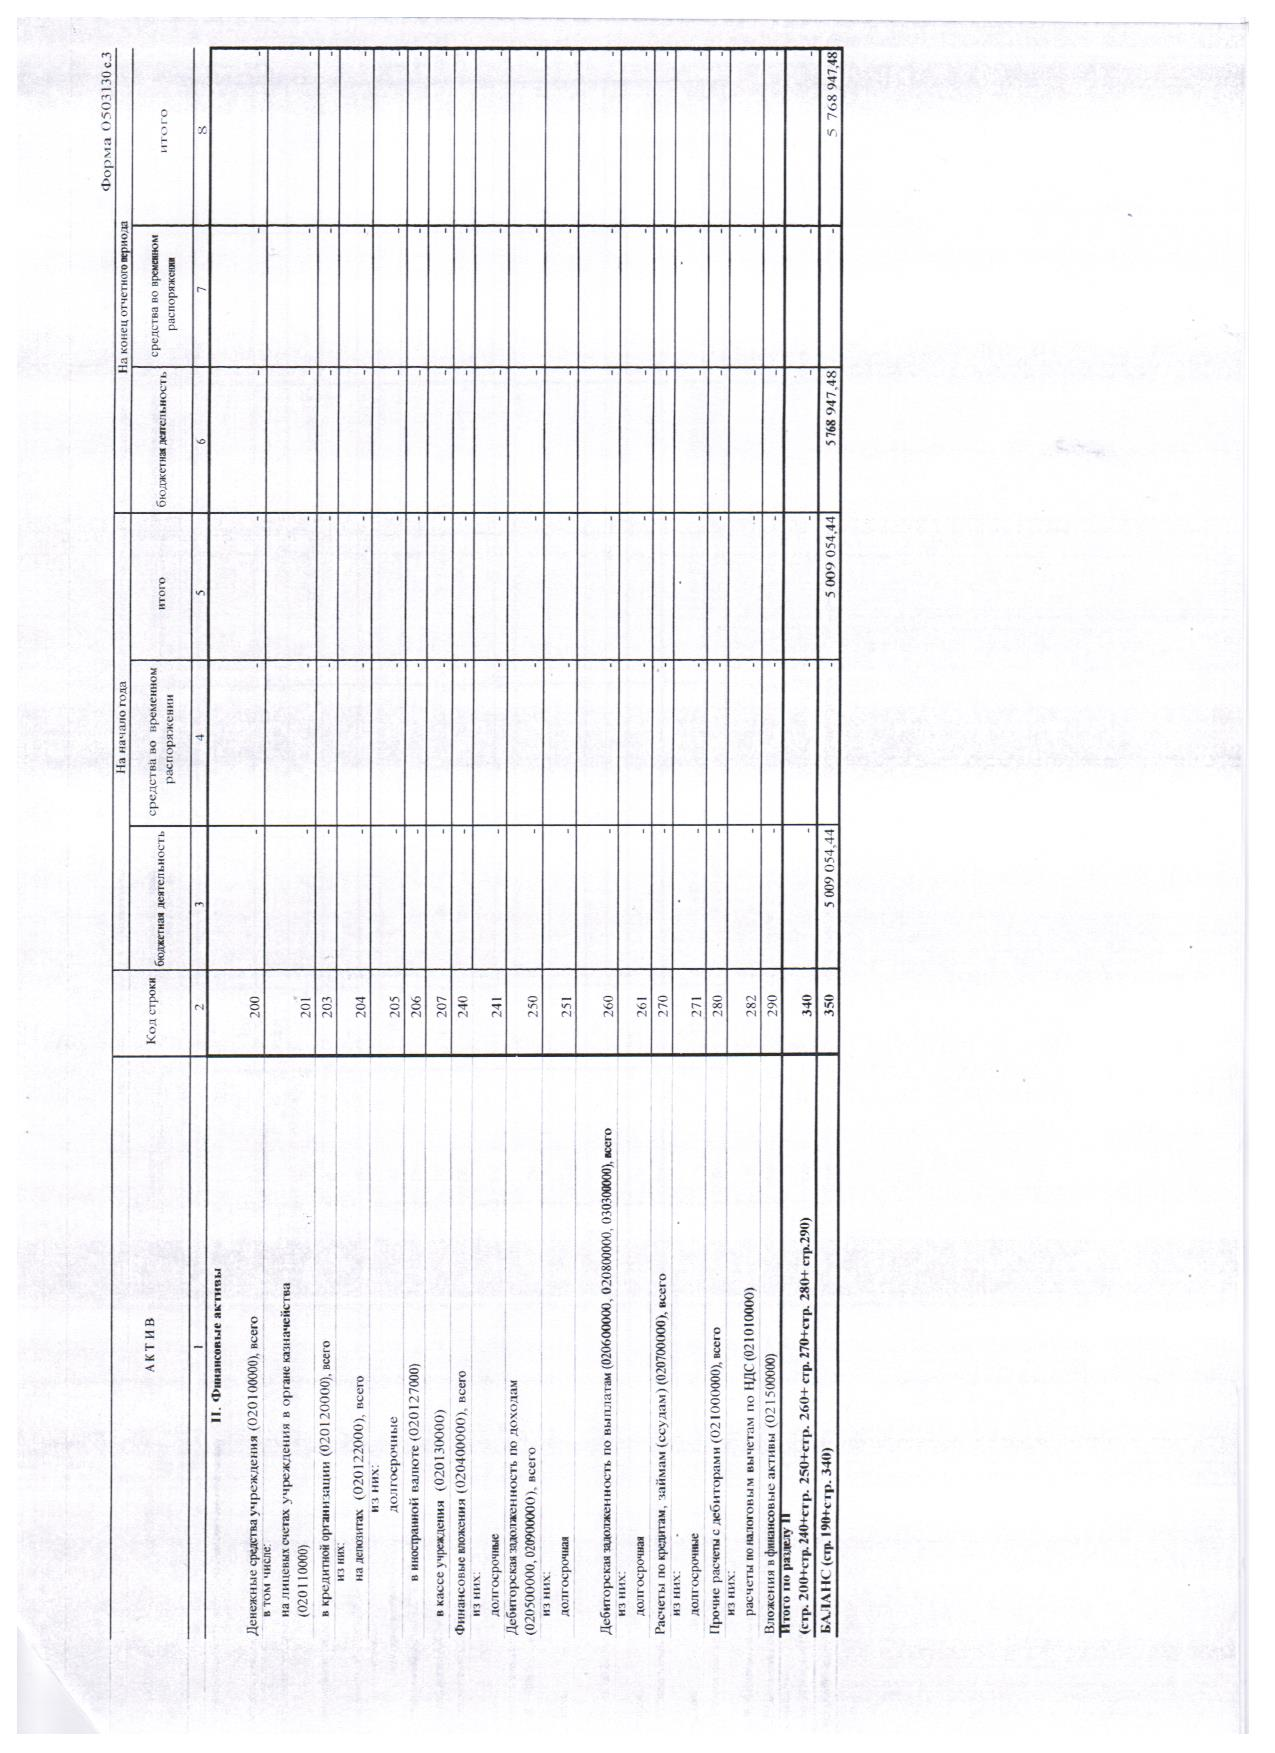 Форма 0503130 с.3
А К Т И В
Код строки
На начало года
На конец отчетного периода
бюджетная деятельность
средства во временном распоряжении
итого
бюджетная деятельность
средства во временном распоряжении
итого
1 2 3 4 5 6 7 8
II. Финансовые активы
Денежные средства учреждения (020100000), всего 200 - - - - - -
в том числе:
на лицевых счетах учреждения в органе казначейства
(020110000) 201 - - - - - -
в кредитной организации (020120000), всего 203 - - - - - -
из них:
на депозитах (020122000), всего 204 - - - - - -
из них:
долгосрочные 205 - - - - - -
в иностранной валюте (020127000) 206 - - - - - -
в кассе учреждения (020130000) 207 - - - - - -
Финансовые вложения (020400000), всего 240 - - - - - -
из них:
долгосрочные 241 - - - - - -
Дебиторская задолженность по доходам
(020500000, 020900000), всего 250 - - - - - -
из них:
долгосрочная 251 - - - - - -
Дебиторская задолженность по выплатам (020600000, 020800000, 030300000), всего 260 - - - - - -
из них:
долгосрочная 261 - - - - - -
Расчеты по кредитам, займам (ссудам) (020700000), всего 270 - - - - - -
из них:
долгосрочные 271 - - - - - -
Прочие расчеты с дебиторами (021000000), всего 280 - - - - - -
из них:
расчеты по налоговым вычетам по НДС (021010000) 282 - - - - - -
Вложения в финансовые активы (021500000) 290 - - - - - -
Итого по разделу II
(стр. 200+стр.240+стр. 250+стр. 260+ стр. 270+стр. 280+ стр.290) 340 - - - - - -
БАЛАНС (стр. 190+стр. 340) 350 5 009 054,44 - 5 009 054,44 5 768 947,48 - 5 768 947,48